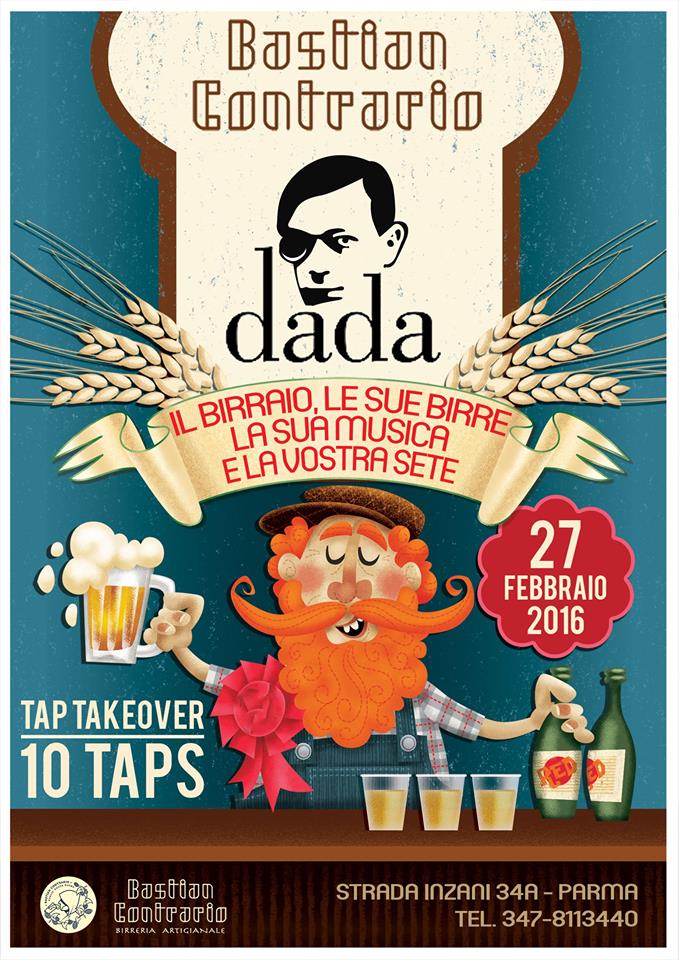 Bastian
Contrario
dada
IL BIRRAIO, LE SUE BIRRE
LA SUA MUSICA
E LA VOSTRA SETE
27
FEBBRAIO
2016
TAP TAKEOVER
10 TAPS
RED
RED
Bastian
Contrario
BIRRERIA ARTIGIANALE
STRADA INZANI 34A - PARMA
TEL. 347-8113440